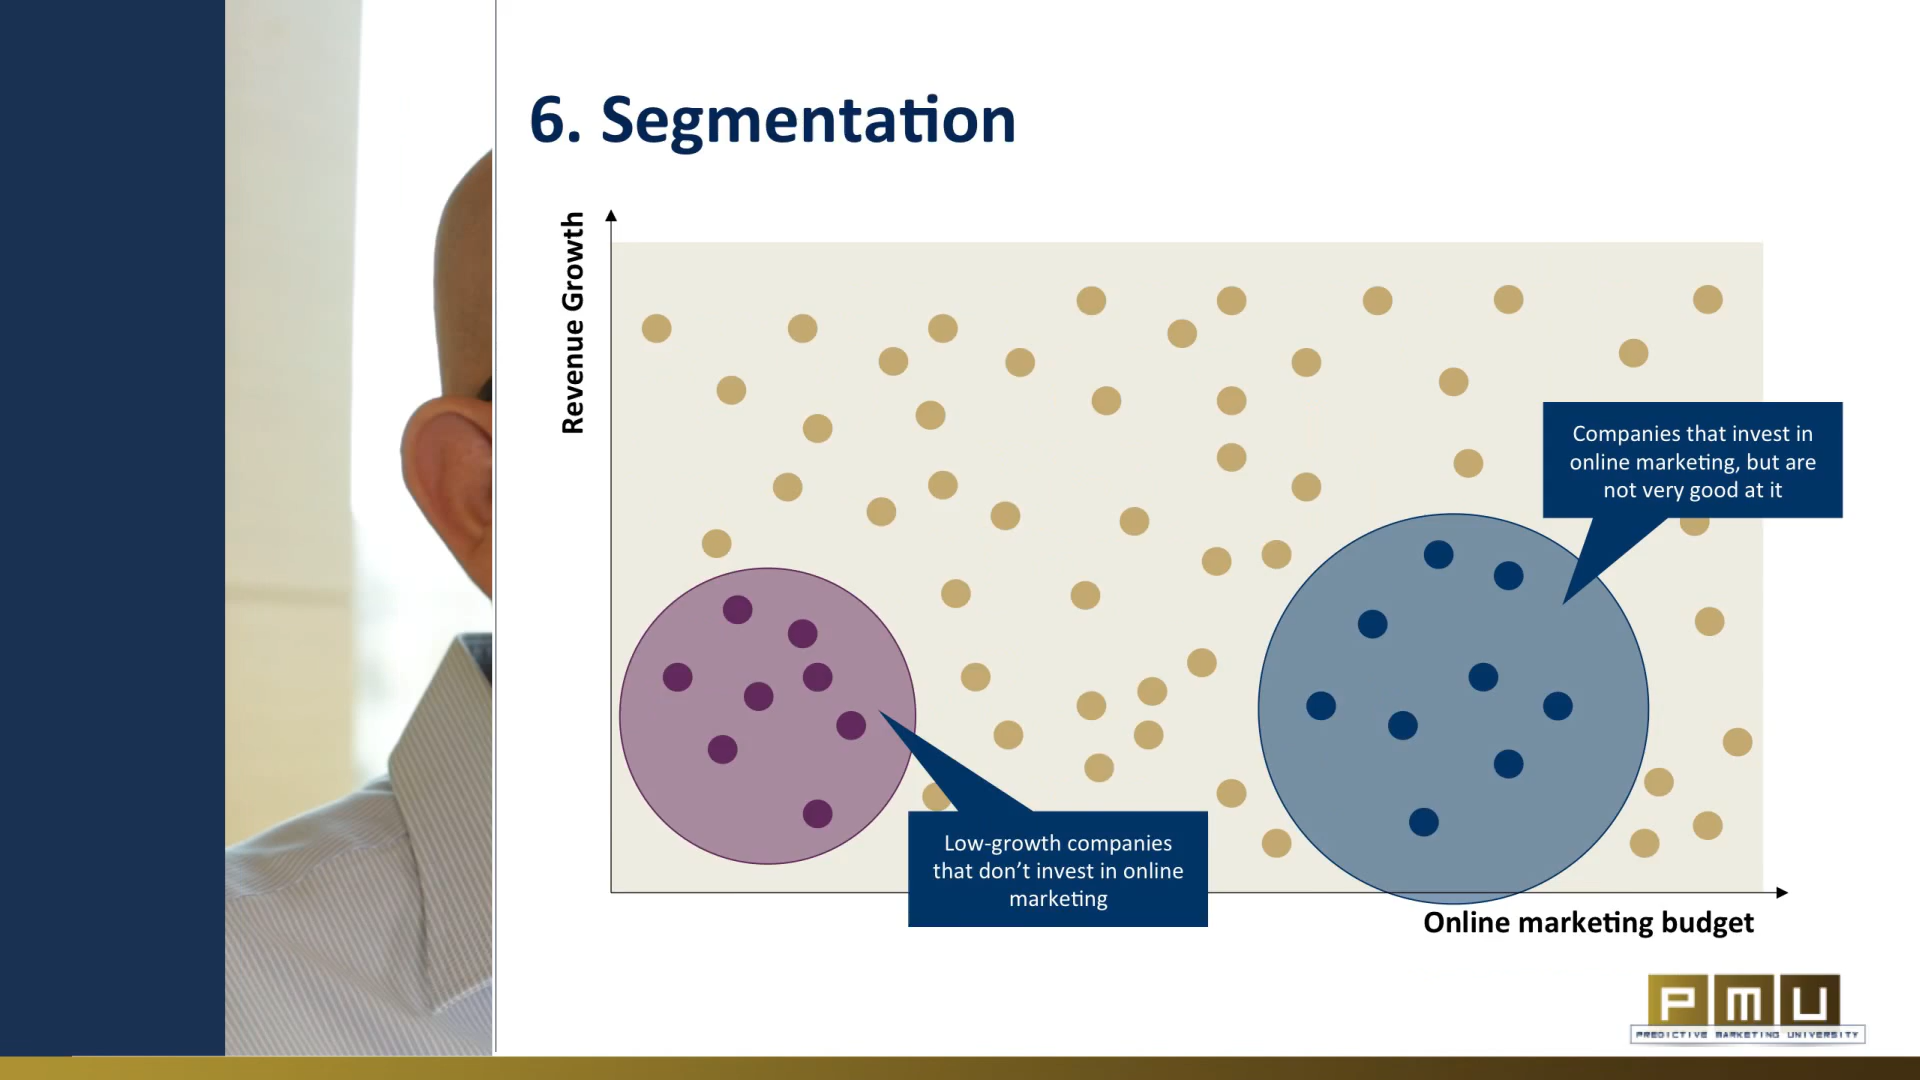 6. Segmentation
Revenue Growth
Companies that invest in
online marketing, but are
not very good at it
Low-growth companies
that don’t invest in online
marketing
Online marketing budget
PMU
PREDICTIVE MARKETING UNIVERSITY